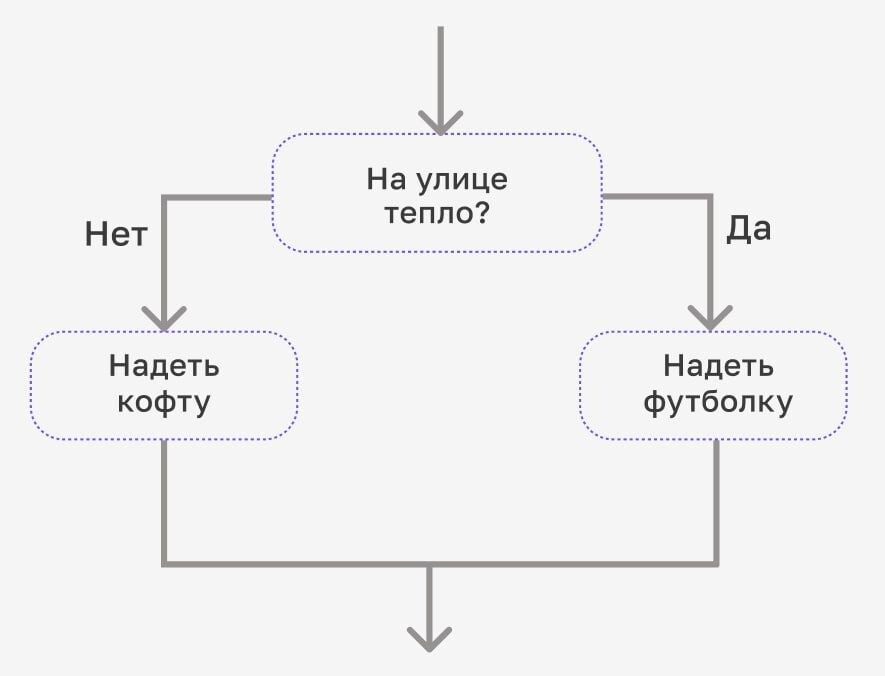 На улице
тепло?
Нет
Да
Надеть
кофту
Надеть
футболку